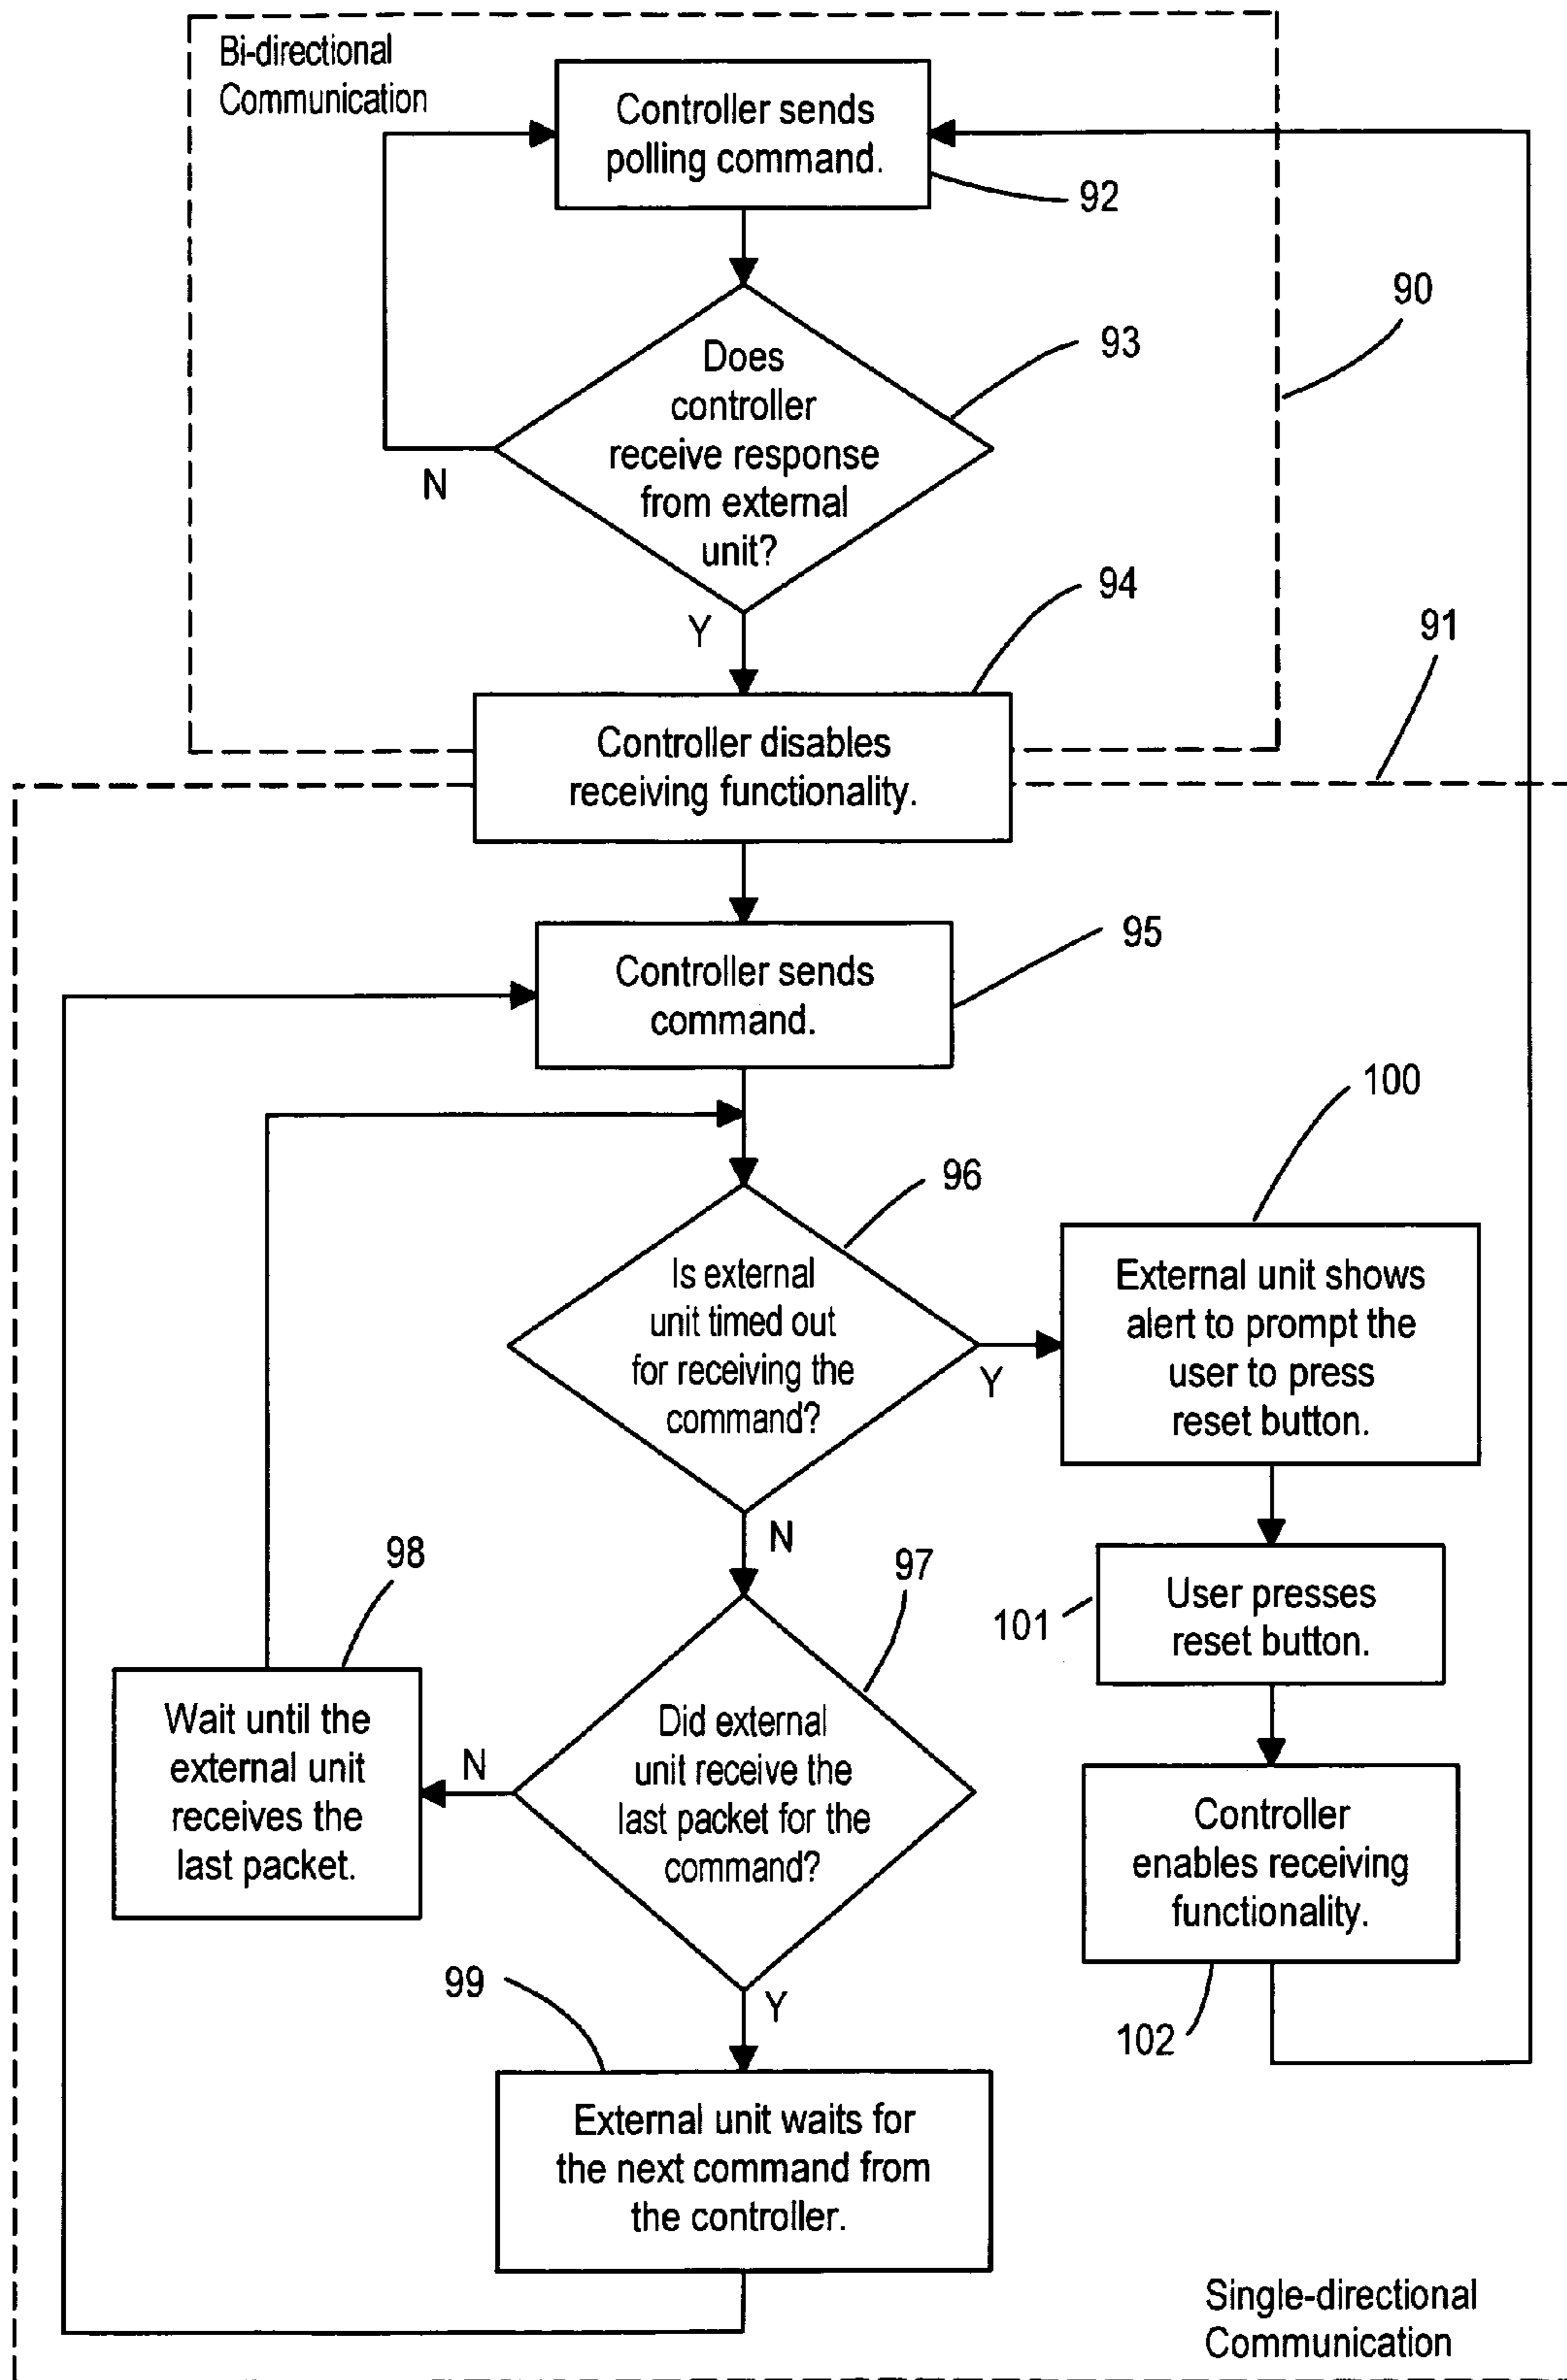 Bi-directional
Communication
Controller sends
polling command.
92
90
93
Does
controller
receive response
from external
unit?
N
94
Y
91
Controller disables
receiving functionality.
95
Controller sends
command.
100
96
Is external
unit timed out
for receiving the
command?
Y
External unit shows
alert to prompt the
user to press
reset button.
N
98
97
101
User presses
reset button.
Wait until the
external unit
receives the
last packet.
N
Did external
unit receive the
last packet for the
command?
Controller
enables receiving
functionality.
99
Y
102
External unit waits for
the next command from
the controller.
Single-directional
Communication